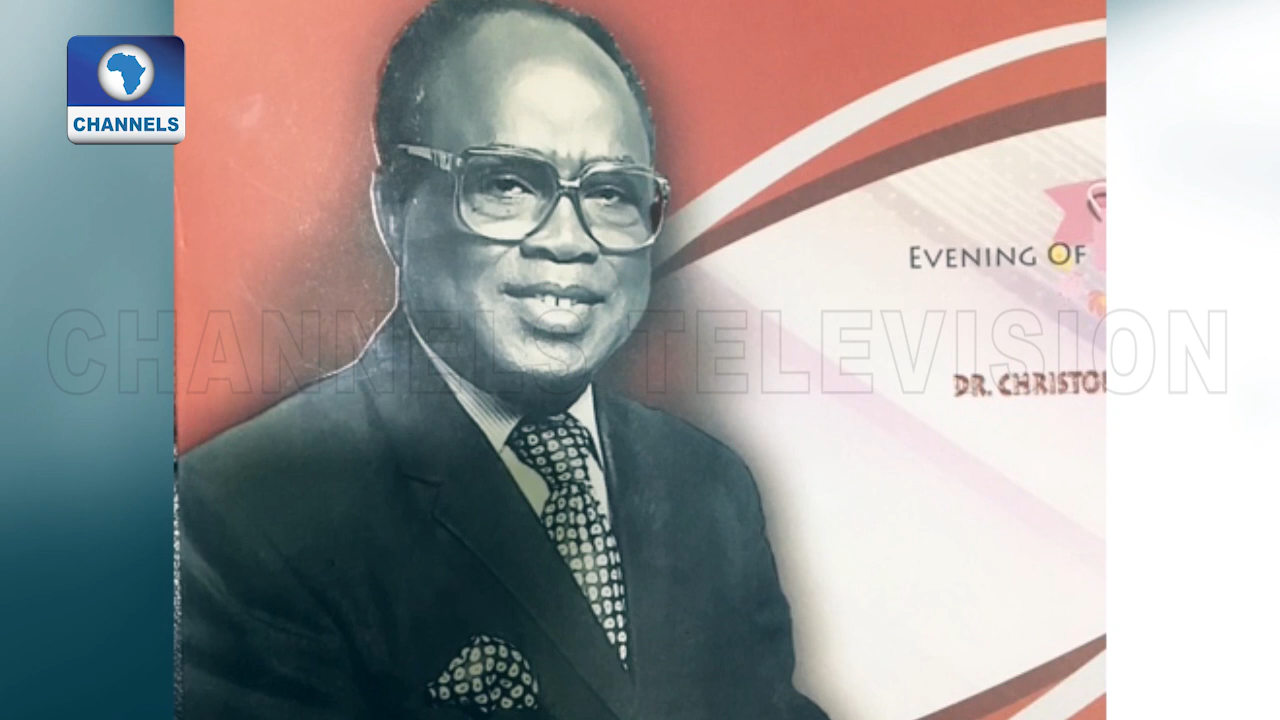 CHANNELS
EVENING OF
CHANNELS TELEVISION
DR. CHRISTO